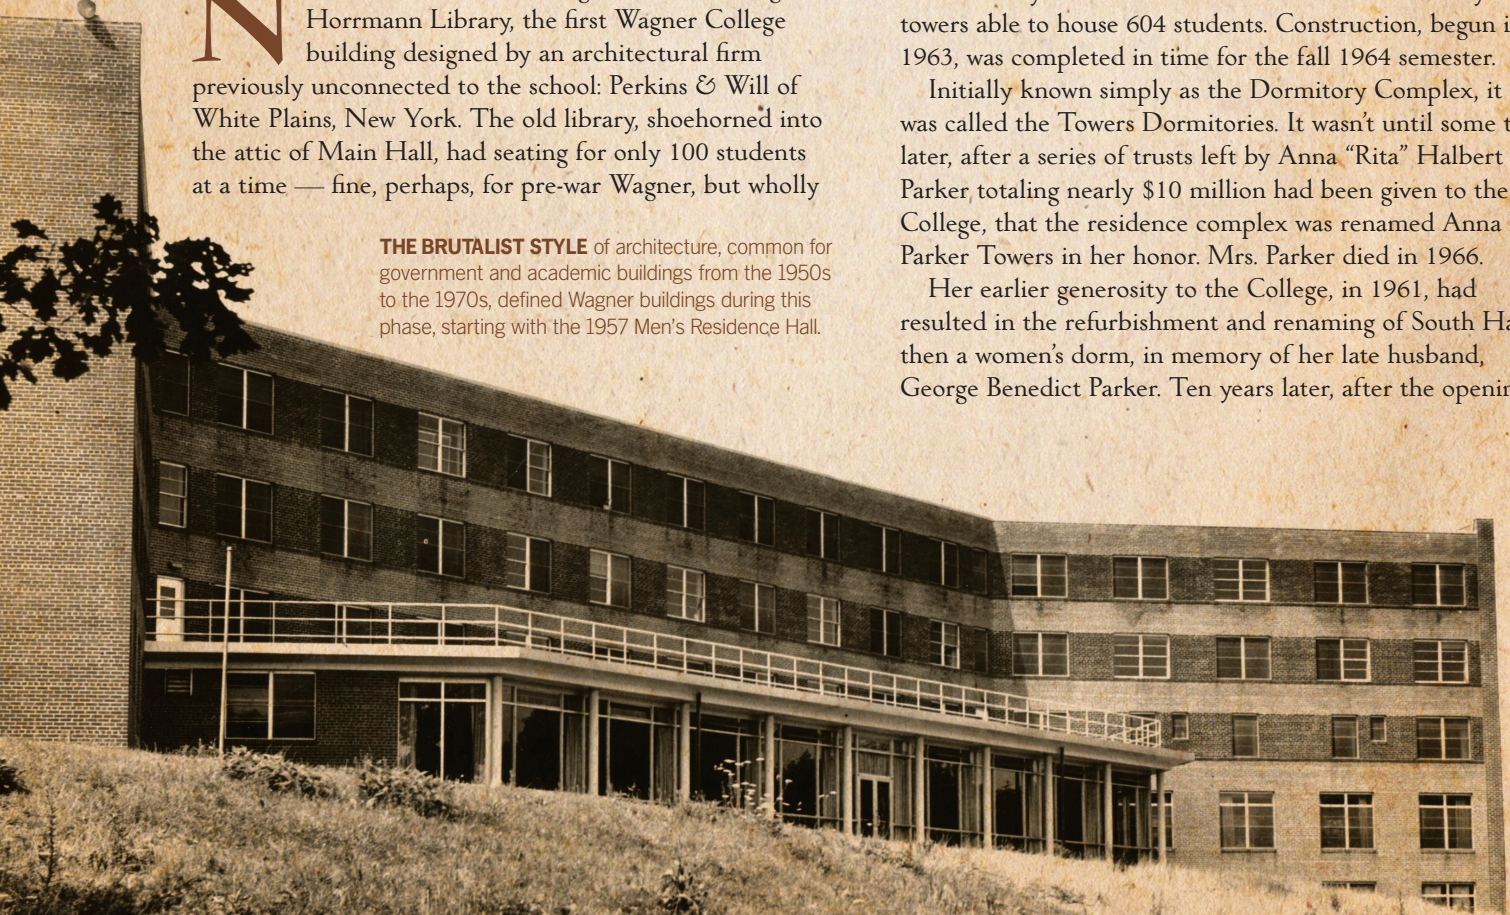 N
Horrmann Library, the first Wagner College
building designed by an architectural firm
previously unconnected to the school: Perkins & Will of
White Plains, New York. The old library, shoehorned into
the attic of Main Hall, had seating for only 100 students
at a time — fine, perhaps, for pre-war Wagner, but wholly
THE BRUTALIST STYLE of architecture, common for
government and academic buildings from the 1950s
to the 1970s, defined Wagner buildings during this
phase, starting with the 1957 Men’s Residence Hall.
towers able to house 604 students. Construction, begun
1963, was completed in time for the fall 1964 semester.
Initially known simply as the Dormitory Complex, it
was called the Towers Dormitories. It wasn’t until some
later, after a series of trusts left by Anna “Rita” Halbert
Parker totaling nearly $10 million had been given to the
College, that the residence complex was renamed Anna
Parker Towers in her honor. Mrs. Parker died in 1966.
Her earlier generosity to the College, in 1961, had
resulted in the refurbishment and renaming of South
then a women’s dorm, in memory of her late husband,
George Benedict Parker. Ten years later, after the